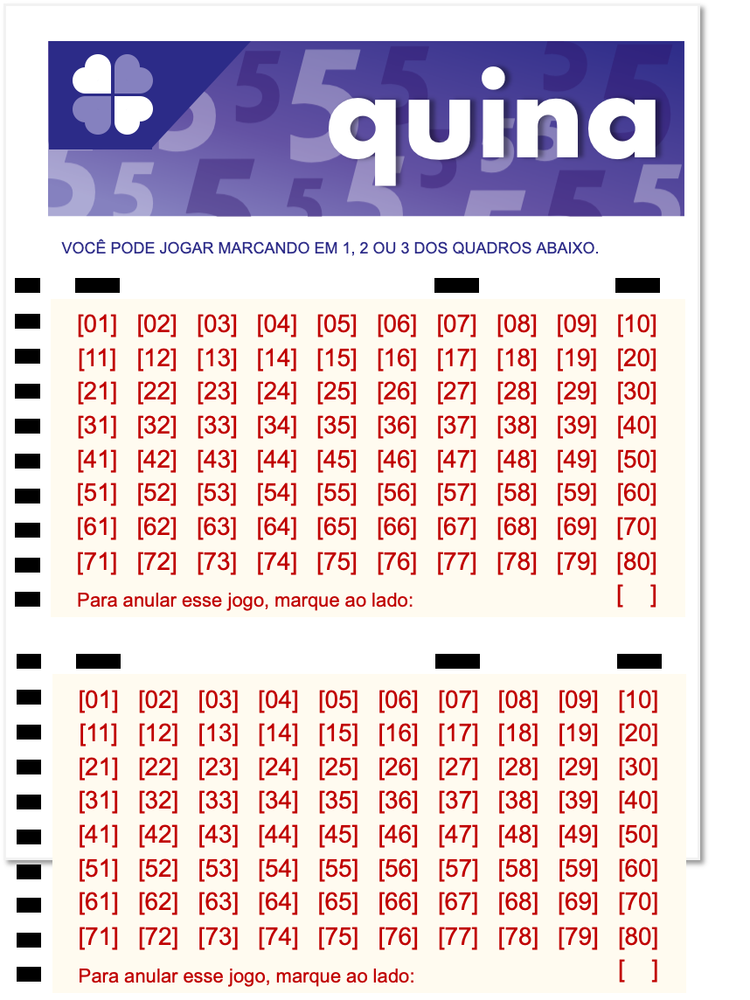 quina
VOCÊ PODE JOGAR MARCANDO EM 1, 2 OU 3 DOS QUADROS ABAIXO.
[01] [02] [03] [04] [05] [06] [07] [08] [09] [10]
[11] [12] [13] [14] [15] [16] [17] [18] [19] [20]
[21] [22] [23] [24] [25] [26] [27] [28] [29] [30]
[31] [32] [33] [34] [35] [36] [37] [38] [39] [40]
[41] [42] [43] [44] [45] [46] [47] [48] [49] [50]
[51] [52] [53] [54] [55] [56] [57] [58] [59] [60]
[61] [62] [63] [64] [65] [66] [67] [68] [69] [70]
[71] [72] [73] [74] [75] [76] [77] [78] [79] [80]
Para anular esse jogo, marque ao lado: [ ]
[01] [02] [03] [04] [05] [06] [07] [08] [09] [10]
[11] [12] [13] [14] [15] [16] [17] [18] [19] [20]
[21] [22] [23] [24] [25] [26] [27] [28] [29] [30]
[31] [32] [33] [34] [35] [36] [37] [38] [39] [40]
[41] [42] [43] [44] [45] [46] [47] [48] [49] [50]
[51] [52] [53] [54] [55] [56] [57] [58] [59] [60]
[61] [62] [63] [64] [65] [66] [67] [68] [69] [70]
[71] [72] [73] [74] [75] [76] [77] [78] [79] [80]
Para anular esse jogo, marque ao lado: [ ]